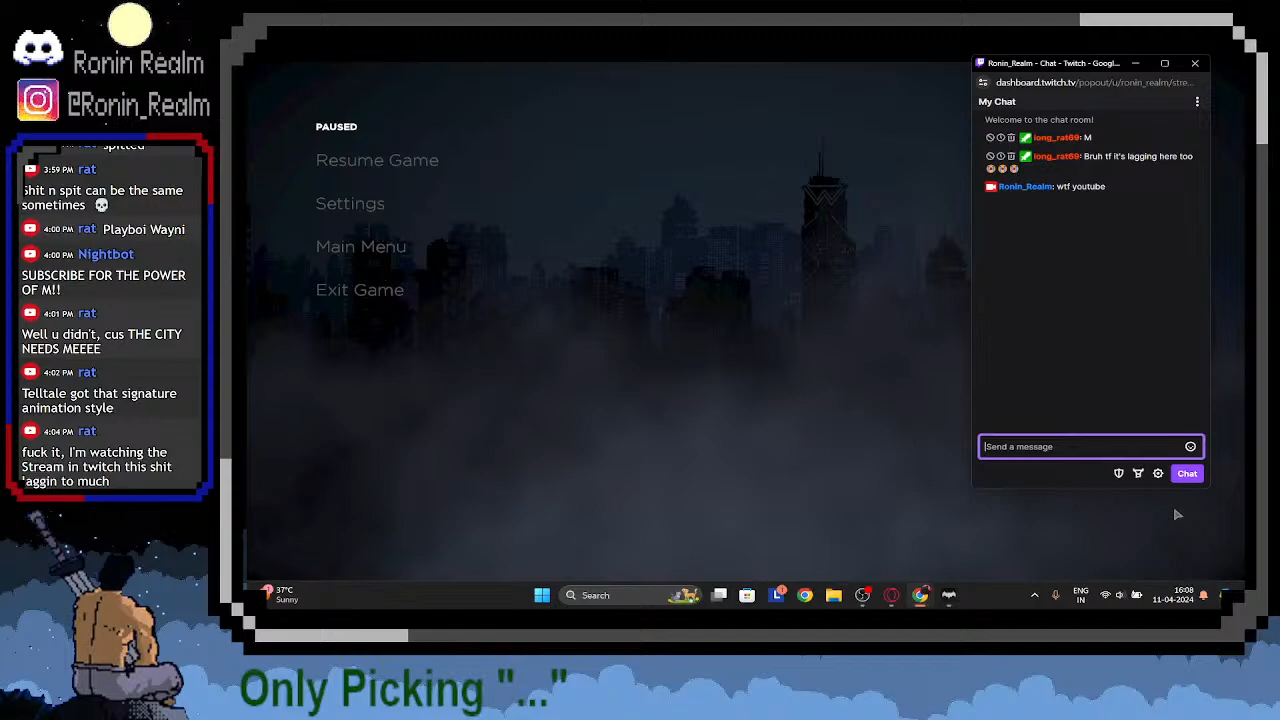 Ronin Realm
@Ronin_Realm
rat spitted
3:59 PM rat
shit n spit can be the same
sometimes 💀
4:00 PM rat Playboi Wayni
4:00 PM Nightbot
SUBSCRIBE FOR THE POWER
OF M!!
4:01 PM rat
Well u didn't, cus THE CITY
NEEDS MEEEE
4:02 PM rat
Telltale got that signature
animation style
4:04 PM rat
fuck it, I'm watching the
Stream in twitch this shit
laggin to much
PAUSED
Resume Game
Settings
Main Menu
Exit Game
Ronin_Realm - Chat - Twitch - Googl...
dashboard.twitch.tv/popout/u/ronin_realm/stre...
My Chat
Welcome to the chat room!
long_rat69: M
long_rat69: Bruh tf it's lagging here too
Ronin_Realm: wtf youtube
Send a message
Chat
37°C
Sunny
Search
ENG
IN
16:08
11-04-2024
Only Picking "..."